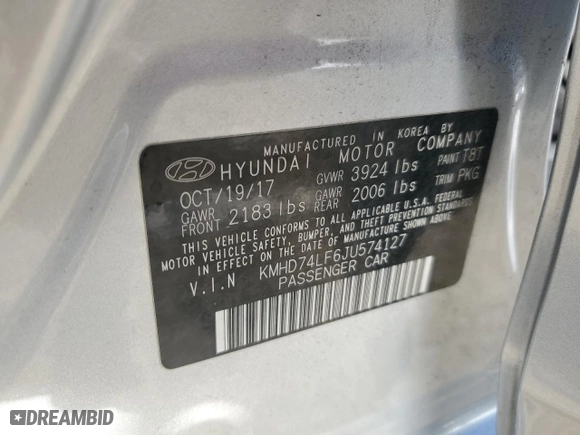 MANUFACTURED IN KOREA BY
HYUNDAI MOTOR COMPANY
OCT/19/17 GVWR 3924 lbs PAINT T8T
GAWR FRONT 2183 lbs GAWR REAR 2006 lbs TRIM PKG
THIS VEHICLE CONFORMS TO ALL APPLICABLE U.S.A. FEDERAL
MOTOR VEHICLE SAFETY, BUMPER, AND THEFT PREVENTION STANDARDS
IN EFFECT ON THE DATE OF MANUFACTURE SHOWN ABOVE.
V.I.N KMHD74LF6JU574127
PASSENGER CAR
DREAMBID